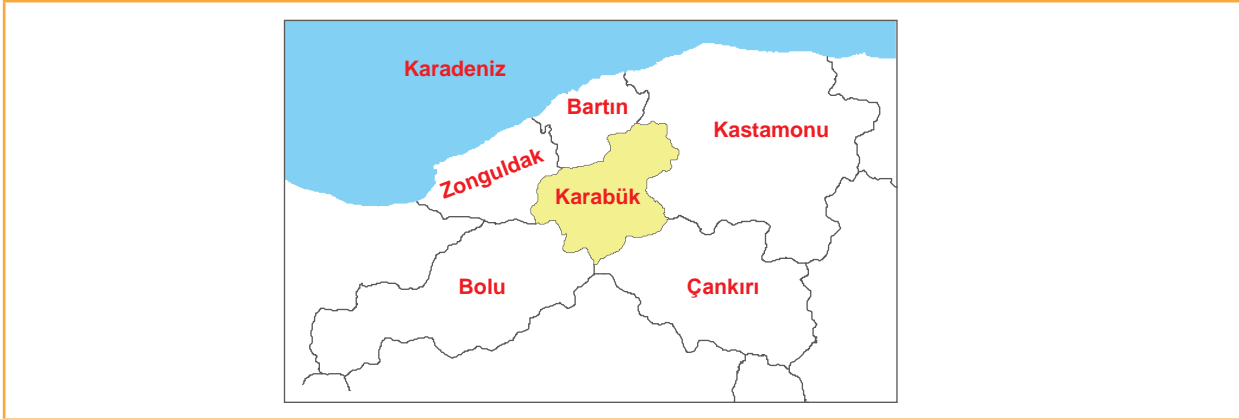 Karadeniz
Bartın
Kastamonu
Zonguldak
Karabük
Bolu
Çankırı